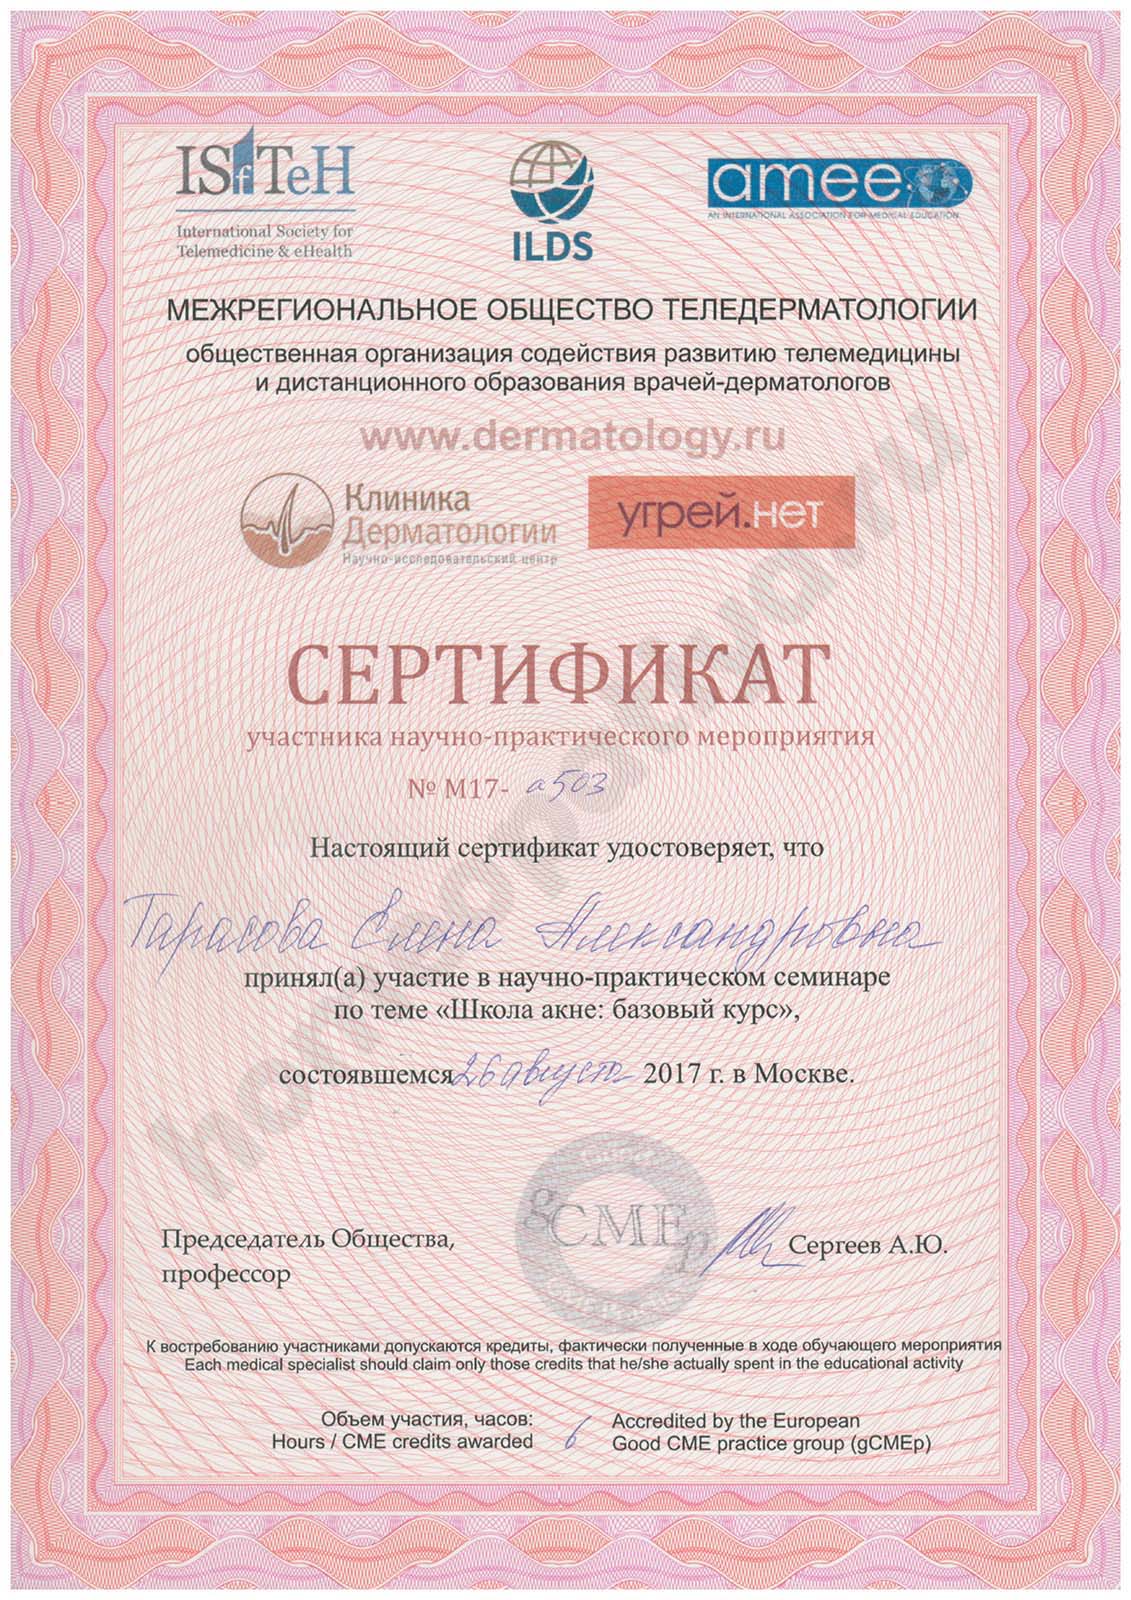 ISfTeH
International Society for
Telemedicine & eHealth
ILDS
amee
AN INTERNATIONAL ASSOCIATION FOR MEDICAL EDUCATION
МЕЖРЕГИОНАЛЬНОЕ ОБЩЕСТВО ТЕЛЕДЕРМАТОЛОГИИ
общественная организация содействия развитию телемедицины
и дистанционного образования врачей-дерматологов
www.dermatology.ru
Клиника
Дерматологии
Научно-исследовательский центр
угрей.нет
СЕРТИФИКАТ
участника научно-практического мероприятия
№ М17- а503
Настоящий сертификат удостоверяет, что
Тарасова Елена Александровна
принял(а) участие в научно-практическом семинаре
по теме «Школа акне: базовый курс»,
состоявшемся 26 августа 2017 г. в Москве.
gCMEp
Председатель Общества,
профессор
Сергеев А.Ю.
К востребованию участниками допускаются кредиты, фактически полученные в ходе обучающего мероприятия
Each medical specialist should claim only those credits that he/she actually spent in the educational activity
Объем участия, часов:
Hours / CME credits awarded 6
Accredited by the European
Good CME practice group (gCMEp)